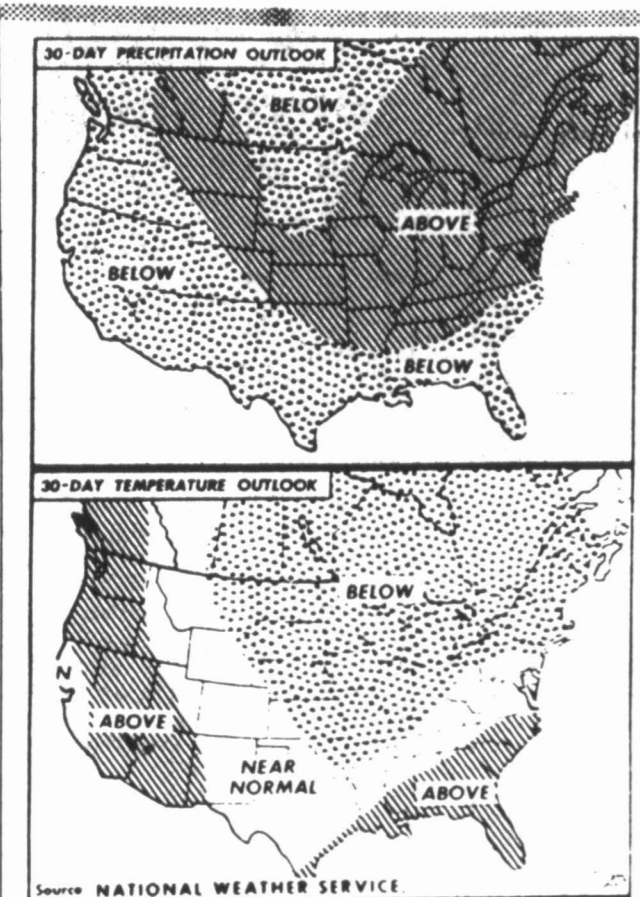 30-DAY PRECIPITATION OUTLOOK
BELOW
ABOVE
BELOW
BELOW
30-DAY TEMPERATURE OUTLOOK
BELOW
N
ABOVE
NEAR
NORMAL
ABOVE
Source NATIONAL WEATHER SERVICE